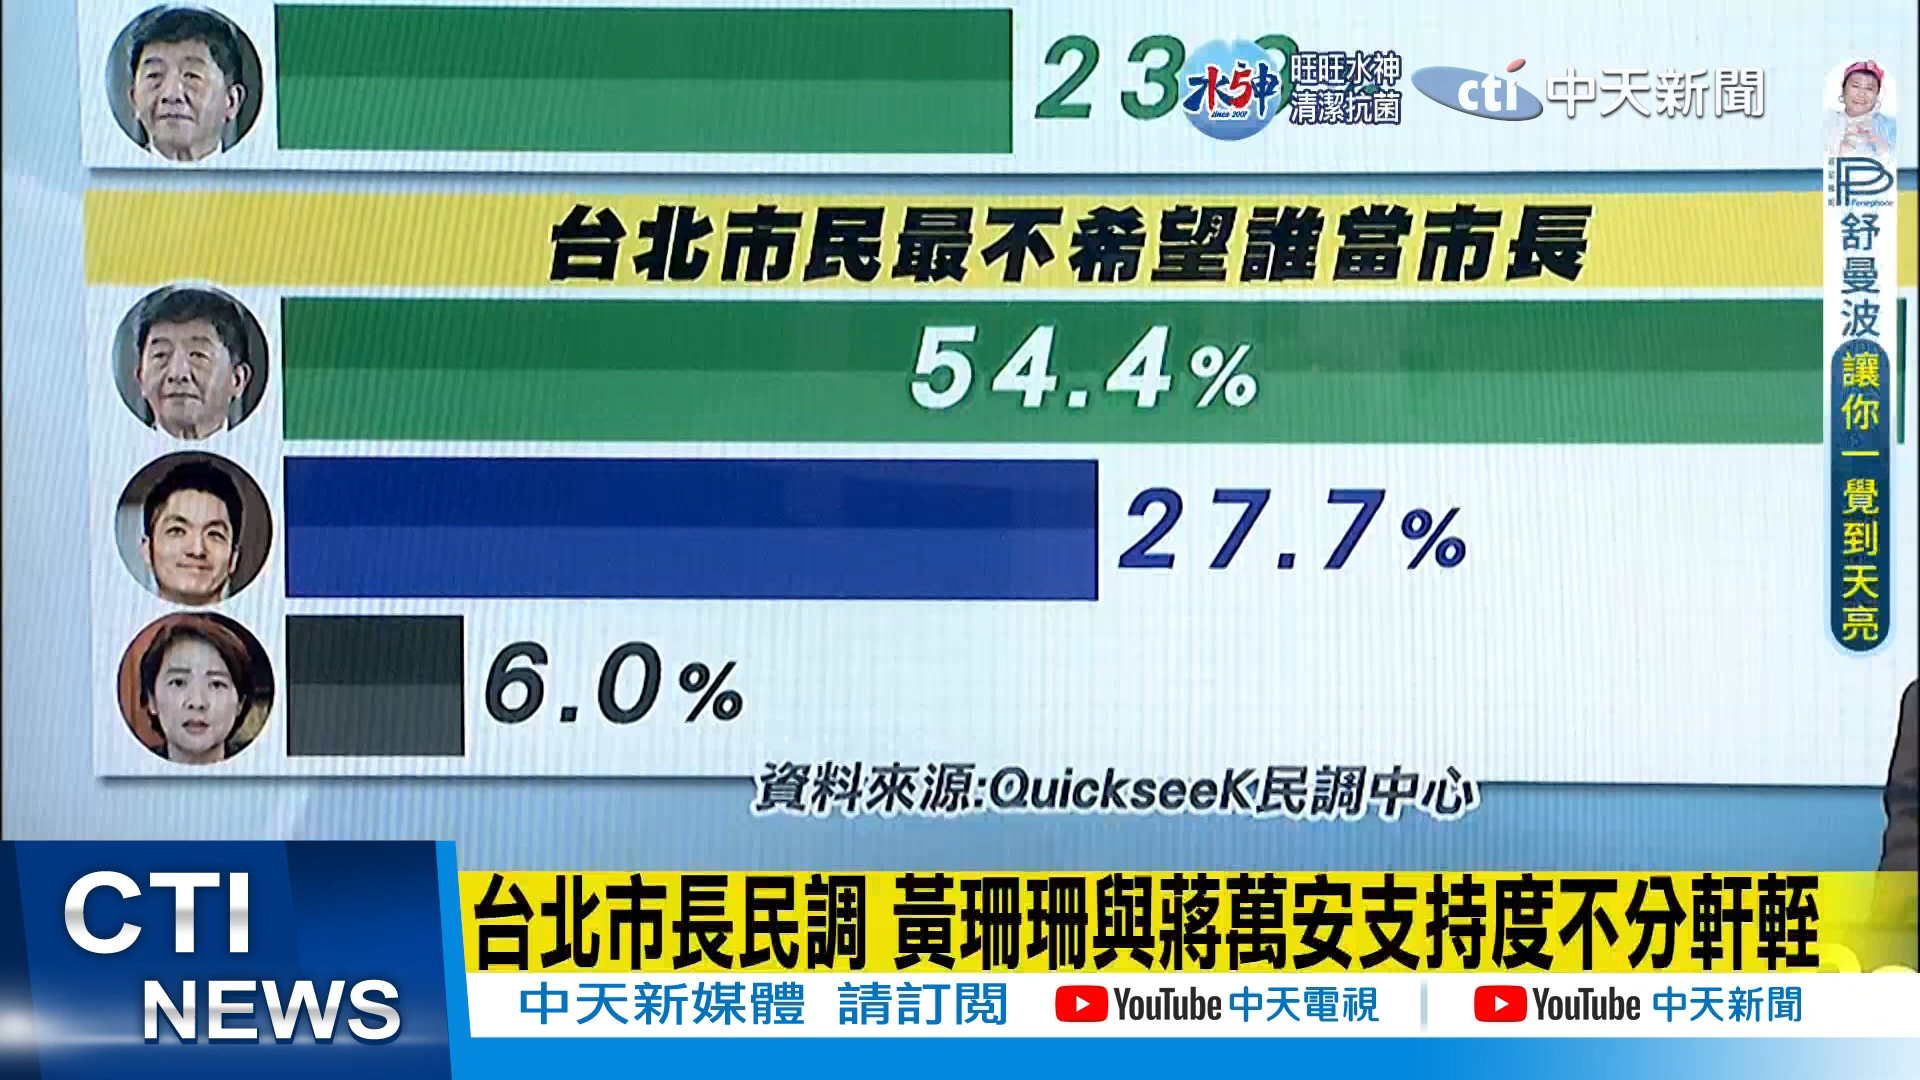 水神
since 2007
旺旺水神
清潔抗菌
cti 中天新聞
Persephone
舒曼波
讓你一覺到天亮
台北市民最不希望誰當市長
54.4%
27.7%
6.0%
資料來源:QuickseeK民調中心
CTI
NEWS
台北市長民調 黃珊珊與蔣萬安支持度不分軒輊
中天新媒體 請訂閱 YouTube 中天電視 | YouTube 中天新聞